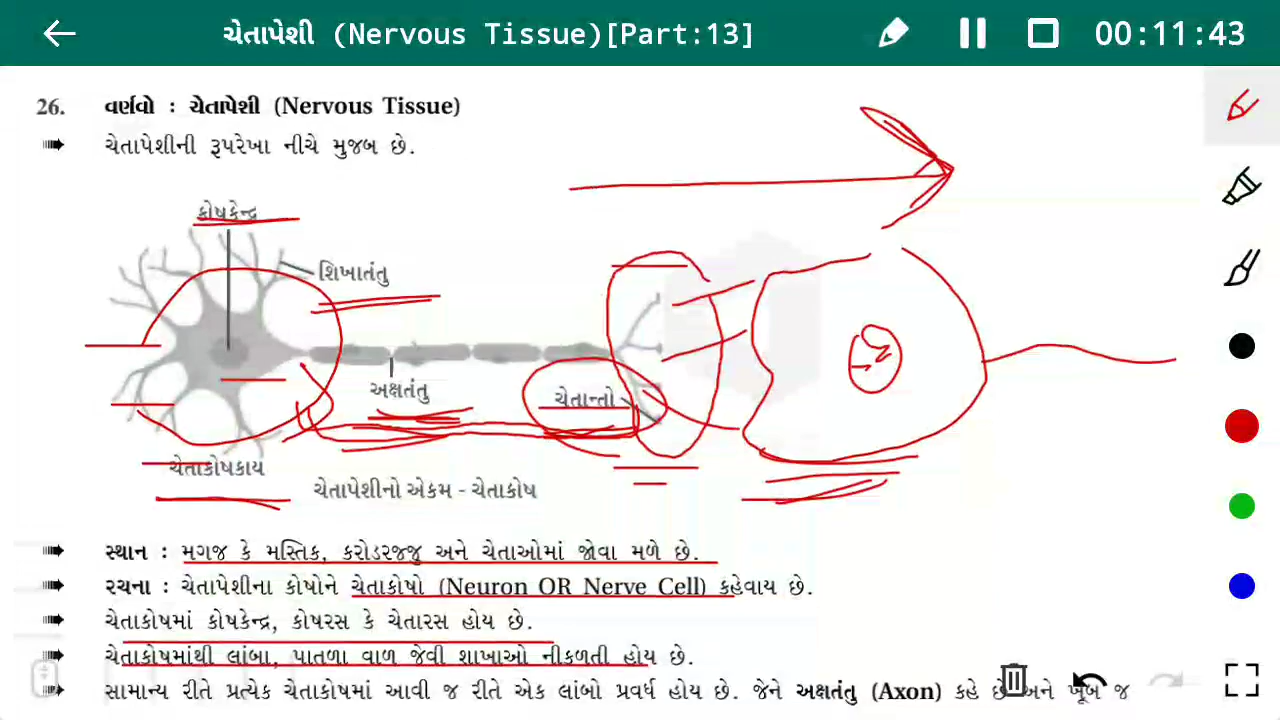 ચેતાપેશી (Nervous Tissue)[Part:13]
00:11:43
26. વર્ણવો : ચેતાપેશી (Nervous Tissue)
ચેતાપેશીની રૂપરેખા નીચે મુજબ છે.
કોષકેન્દ્ર
શિખાતંતુ
અક્ષતંતુ
ચેતાન્તો
ચેતાકોષકાય
ચેતાપેશીનો એકમ - ચેતાકોષ
સ્થાન : મગજ કે મસ્તિક, કરોડરજ્જુ અને ચેતાઓમાં જોવા મળે છે.
રચના : ચેતાપેશીના કોષોને ચેતાકોષો (Neuron OR Nerve Cell) કહેવાય છે.
ચેતાકોષમાં કોષકેન્દ્ર, કોષરસ કે ચેતારસ હોય છે.
ચેતાકોષમાંથી લાંબા, પાતળા વાળ જેવી શાખાઓ નીકળતી હોય છે.
સામાન્ય રીતે પ્રત્યેક ચેતાકોષમાં આવી જ રીતે એક લાંબો પ્રવર્ધ હોય છે. જેને અક્ષતંતુ (Axon) કહે છે અને ખૂબ જ